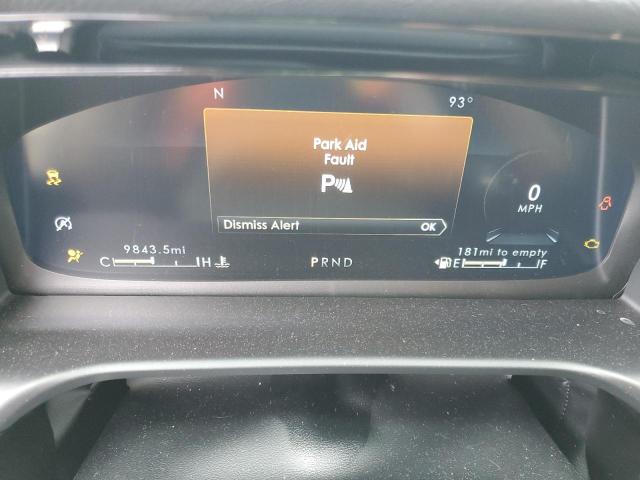 N
93°
Park Aid
Fault
P
Dismiss Alert OK
0
MPH
9843.5mi
181mi to empty
C H
PRND
E F